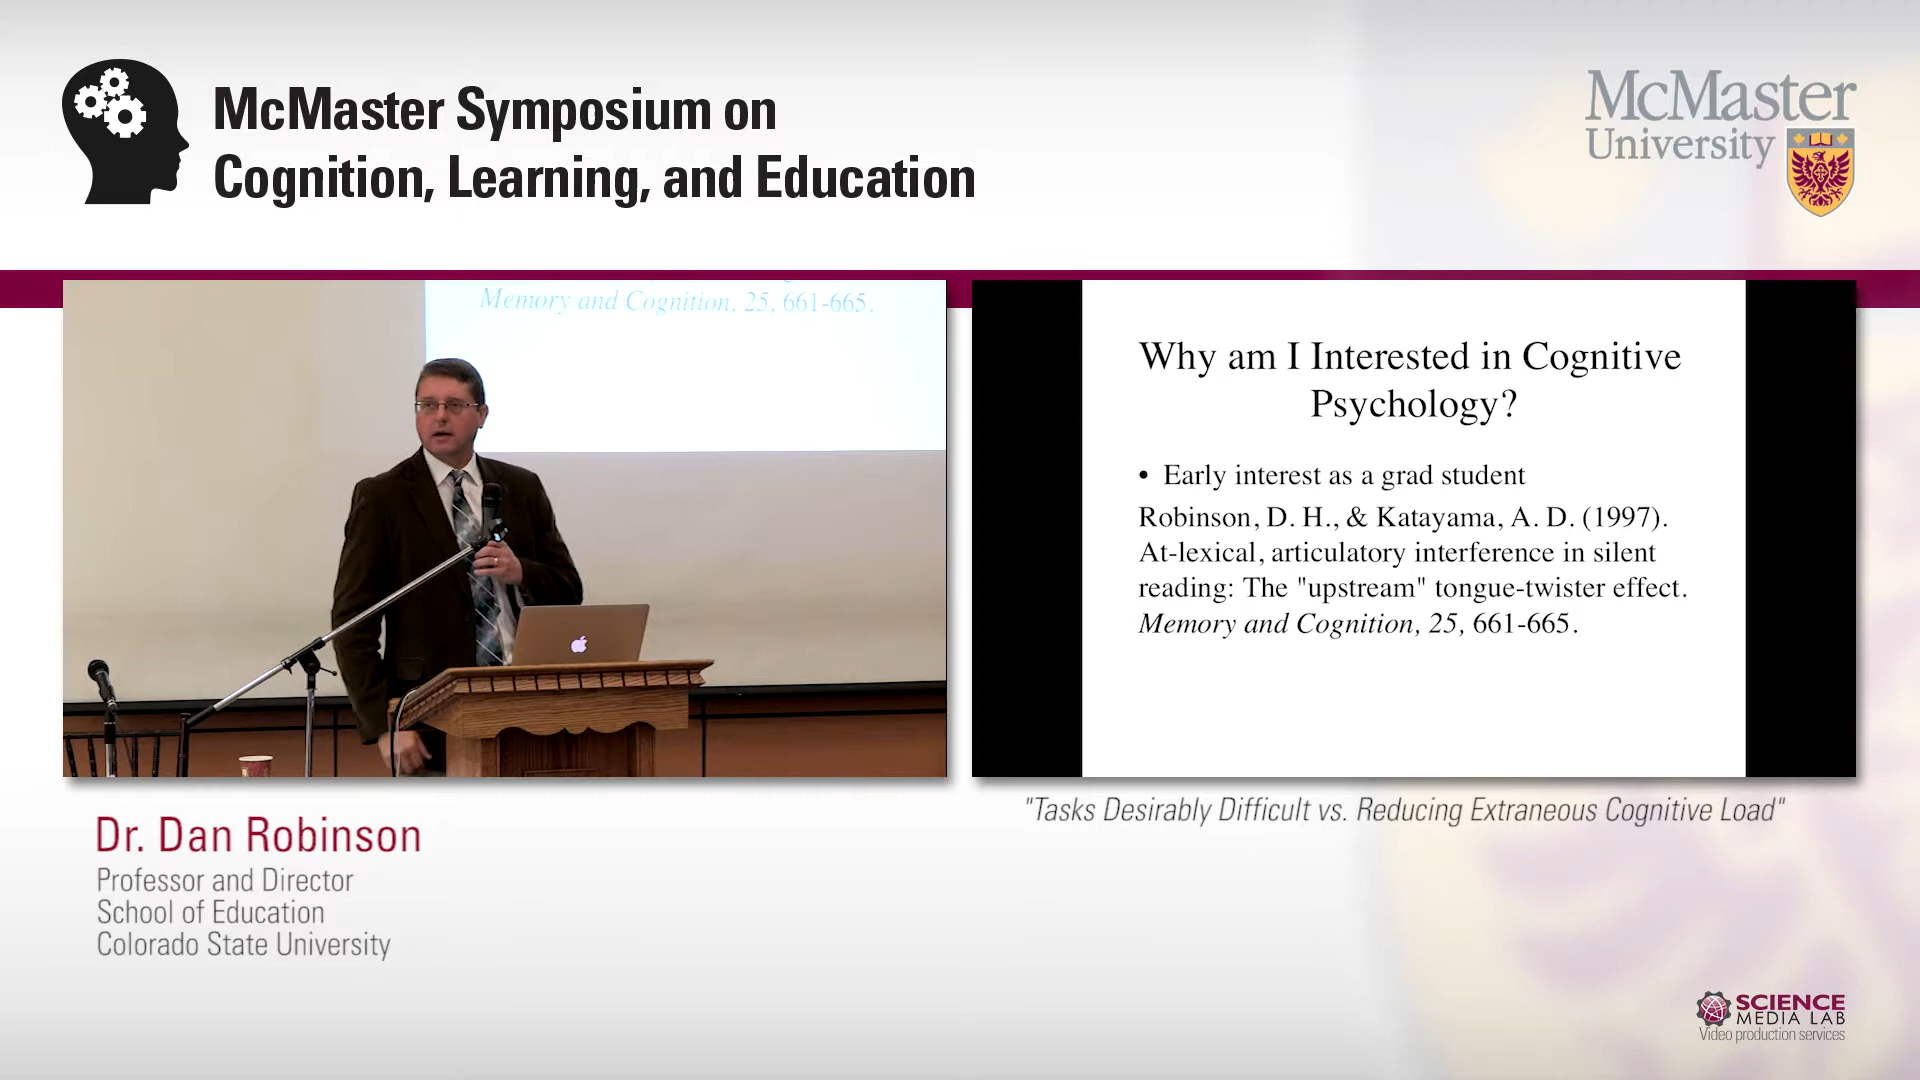 McMaster Symposium on
Cognition, Learning, and Education
McMaster
University
Memory and Cognition, 25, 661-665.
Why am I Interested in Cognitive
Psychology?
• Early interest as a grad student
Robinson, D. H., & Katayama, A. D. (1997).
At-lexical, articulatory interference in silent
reading: The "upstream" tongue-twister effect.
Memory and Cognition, 25, 661-665.
"Tasks Desirably Difficult vs. Reducing Extraneous Cognitive Load"
Dr. Dan Robinson
Professor and Director
School of Education
Colorado State University
SCIENCE
MEDIA LAB
Video production services